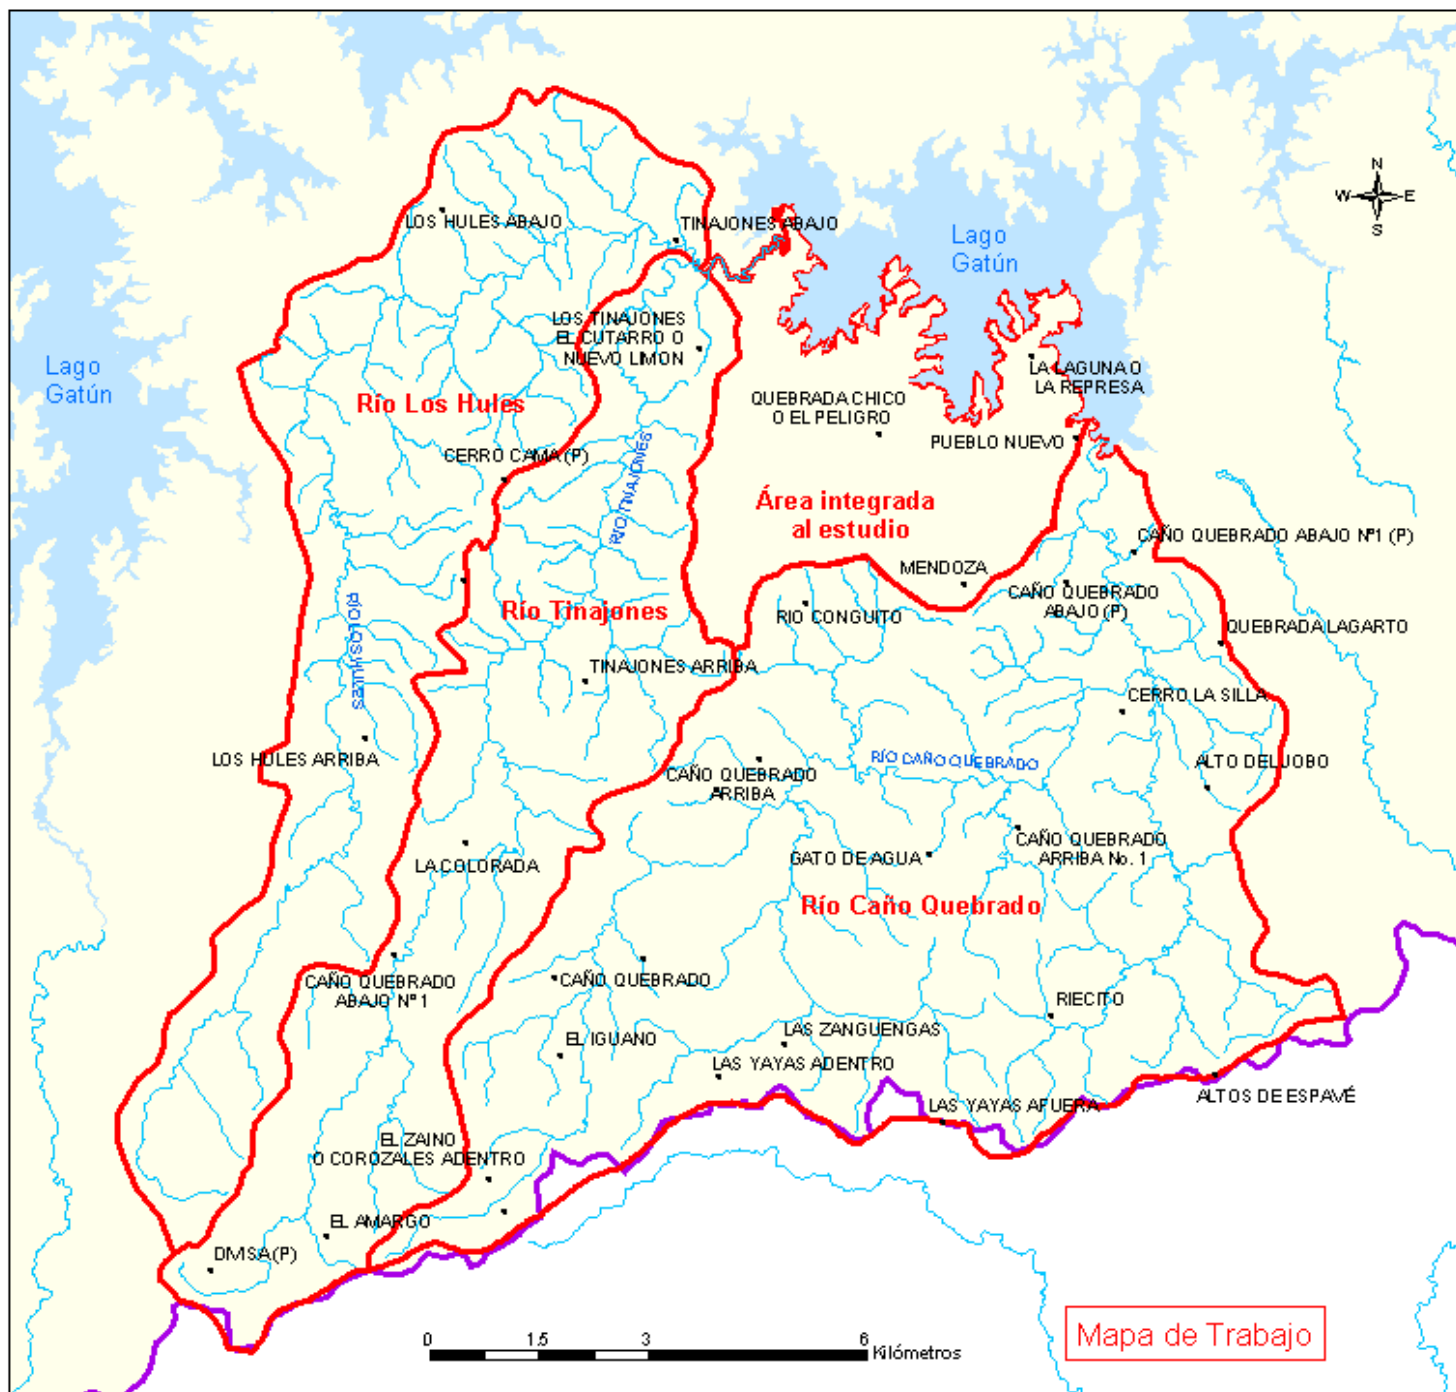 N
W E
S
LOS HULES ABAJO
TINAJONES ABAJO
Lago
Gatún
LOS TINAJONES
EL CUTARRO O
NUEVO LIMON
Lago
Gatún
LA LAGUNA O
LA REPRESA
QUEBRADA CHICO
O EL PELIGRO
Río Los Hules
PUEBLO NUEVO
CERRO CAMA (P)
RÍO TINAJONES
Área integrada
al estudio
CAÑO QUEBRADO ABAJO Nº1 (P)
MENDOZA
CAÑO QUEBRADO
ABAJO (P)
RIO CONGUITO
Río Tinajones
QUEBRADA LAGARTO
RÍO LOS HULES
TINAJONES ARRIBA
CERRO LA SILLA
LOS HULES ARRIBA
RÍO CAÑO QUEBRADO
ALTO DEL JOBO
CAÑO QUEBRADO
ARRIBA
CAÑO QUEBRADO
ARRIBA No. 1
LA COLORADA
GATO DE AGUA
Río Caño Quebrado
CAÑO QUEBRADO
ABAJO Nº 1
CAÑO QUEBRADO
RIECITO
EL IGUANO
LAS ZANGUENGAS
LAS YAYAS ADENTRO
ALTOS DE ESPAVÉ
LAS YAYAS AFUERA
EL ZAINO
O COROZALES ADENTRO
EL AMARGO
DIVISA (P)
0 1.5 3 6
Kilómetros
Mapa de Trabajo